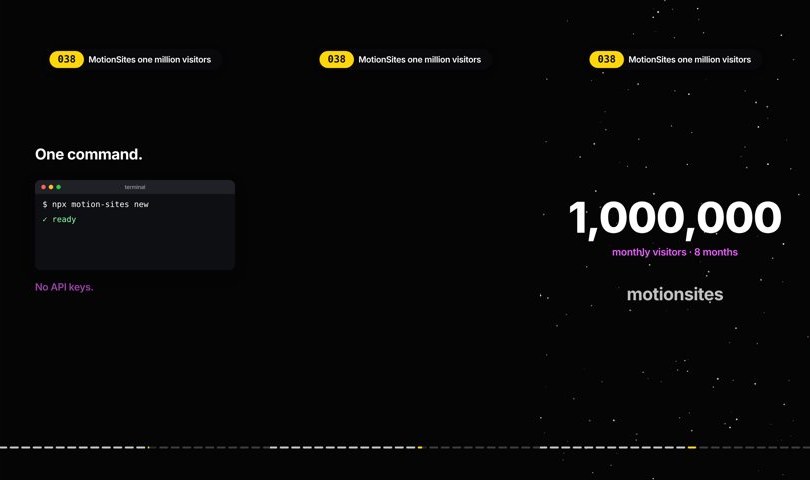 038 MotionSites one million visitors
One command.
terminal
$ npx motion-sites new
✓ ready
No API keys.
038 MotionSites one million visitors
038 MotionSites one million visitors
1,000,000
monthly visitors · 8 months
motionsites